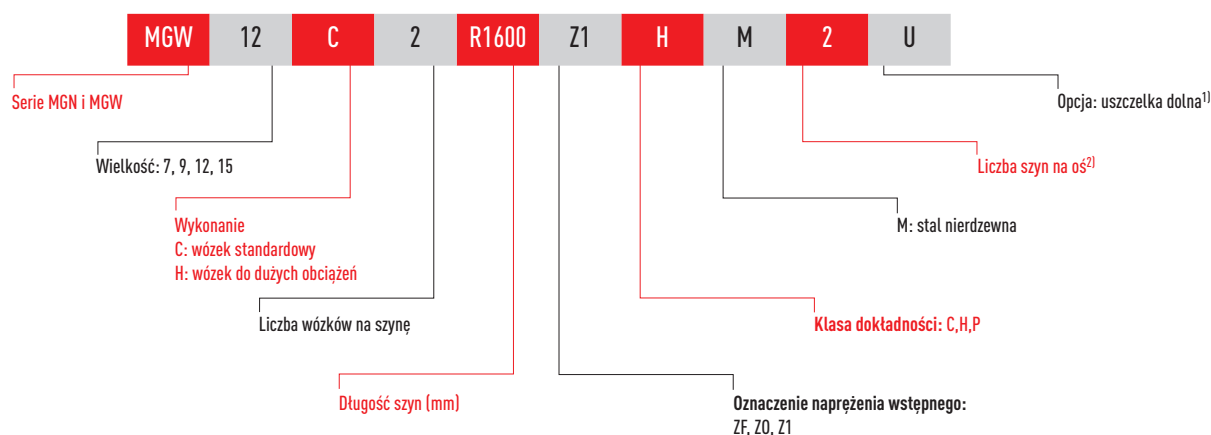 MGW 12 C 2 R1600 Z1 H M 2 U
Serie MGN i MGW
Opcja: uszczelka dolna1)
Wielkość: 7, 9, 12, 15
Liczba szyn na oś2)
Wykonanie
C: wózek standardowy
H: wózek do dużych obciążeń
M: stal nierdzewna
Liczba wózków na szynę
Klasa dokładności: C,H,P
Długość szyn (mm)
Oznaczenie naprężenia wstępnego:
ZF, Z0, Z1